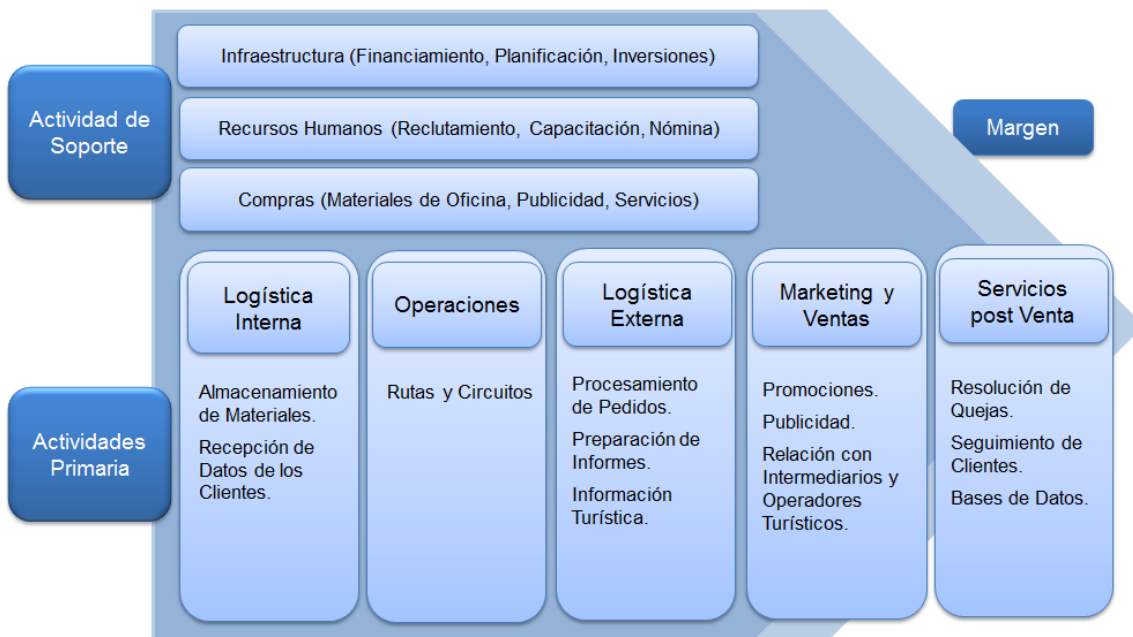 Infraestructura (Financiamiento, Planificación, Inversiones)
Actividad de
Soporte
Recursos Humanos (Reclutamiento, Capacitación, Nómina)
Margen
Compras (Materiales de Oficina, Publicidad, Servicios)
Logística
Interna
Operaciones
Logística
Externa
Marketing y
Ventas
Servicios
post Venta
Actividades
Primaria
Almacenamiento
de Materiales.
Recepción de
Datos de los
Clientes.
Rutas y Circuitos
Procesamiento
de Pedidos.
Preparación de
Informes.
Información
Turística.
Promociones.
Publicidad.
Relación con
Intermediarios y
Operadores
Turísticos.
Resolución de
Quejas.
Seguimiento de
Clientes.
Bases de Datos.